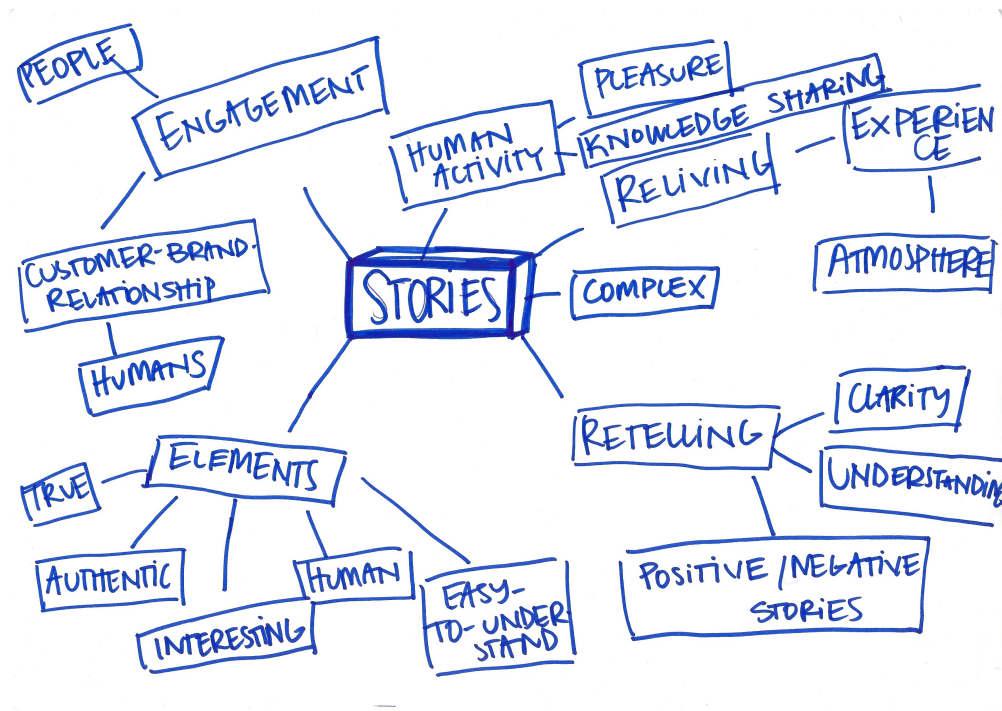 PEOPLE
ENGAGEMENT
CUSTOMER-BRAND-
RELATIONSHIP
HUMANS
HUMAN
ACTIVITY
PLEASURE
KNOWLEDGE SHARING
RELIVING
EXPERIEN
CE
ATMOSPHERE
STORIES
COMPLEX
RETELLING
CLARITY
UNDERSTANDIN
POSITIVE / NEGATIVE
STORIES
ELEMENTS
TRUE
AUTHENTIC
INTERESTING
HUMAN
EASY-
TO-UNDER
STAND